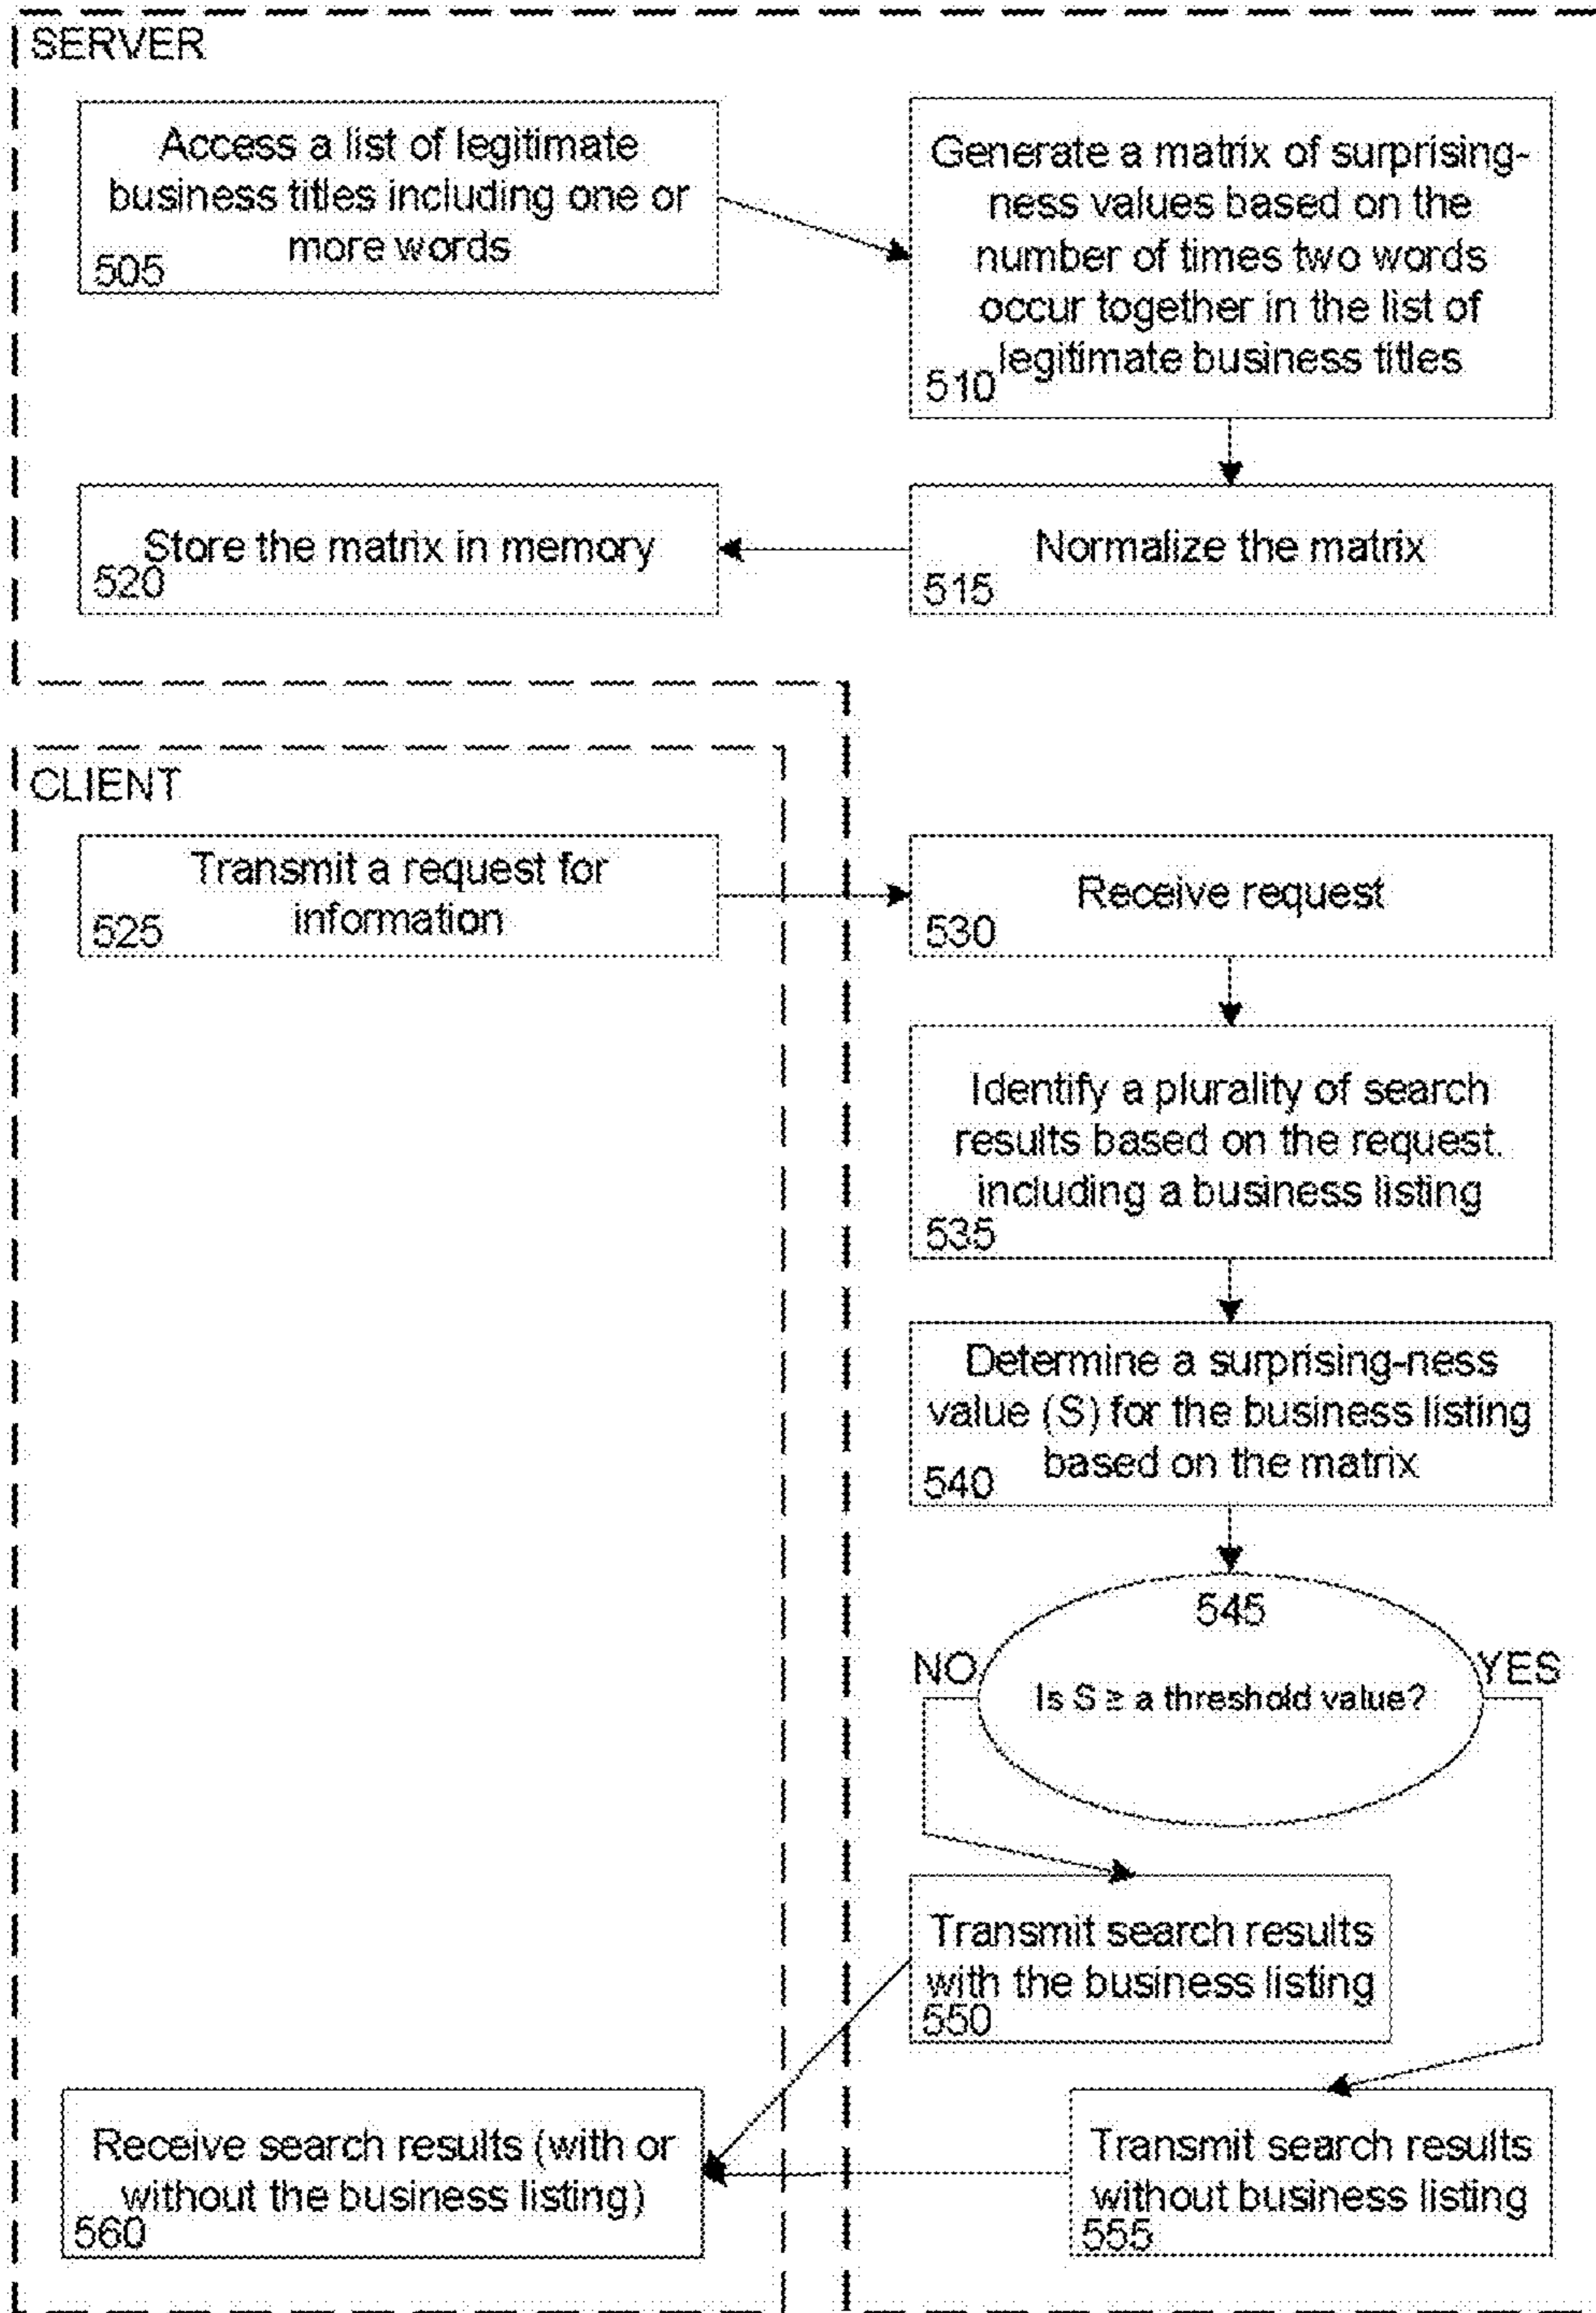 SERVER
Access a list of legitimate
business titles including one or
more words
505
Generate a matrix of surprising-
ness values based on the
number of times two words
occur together in the list of
legitimate business titles
510
Normalize the matrix
515
Store the matrix in memory
520
CLIENT
Transmit a request for
information
525
Receive request
530
Identify a plurality of search
results based on the request.
including a business listing
535
Determine a surprising-ness
value (S) for the business listing
based on the matrix
540
545
NO
YES
Is S ≥ a threshold value?
Transmit search results
with the business listing
550
Transmit search results
without business listing
555
Receive search results (with or
without the business listing)
560